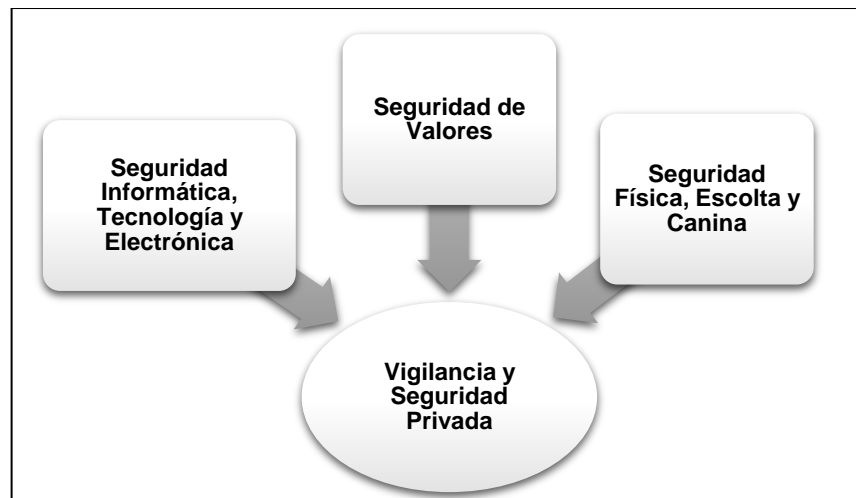 Seguridad
Informática,
Tecnología y
Electrónica
Seguridad de
Valores
Seguridad
Física, Escolta y
Canina
Vigilancia y
Seguridad
Privada